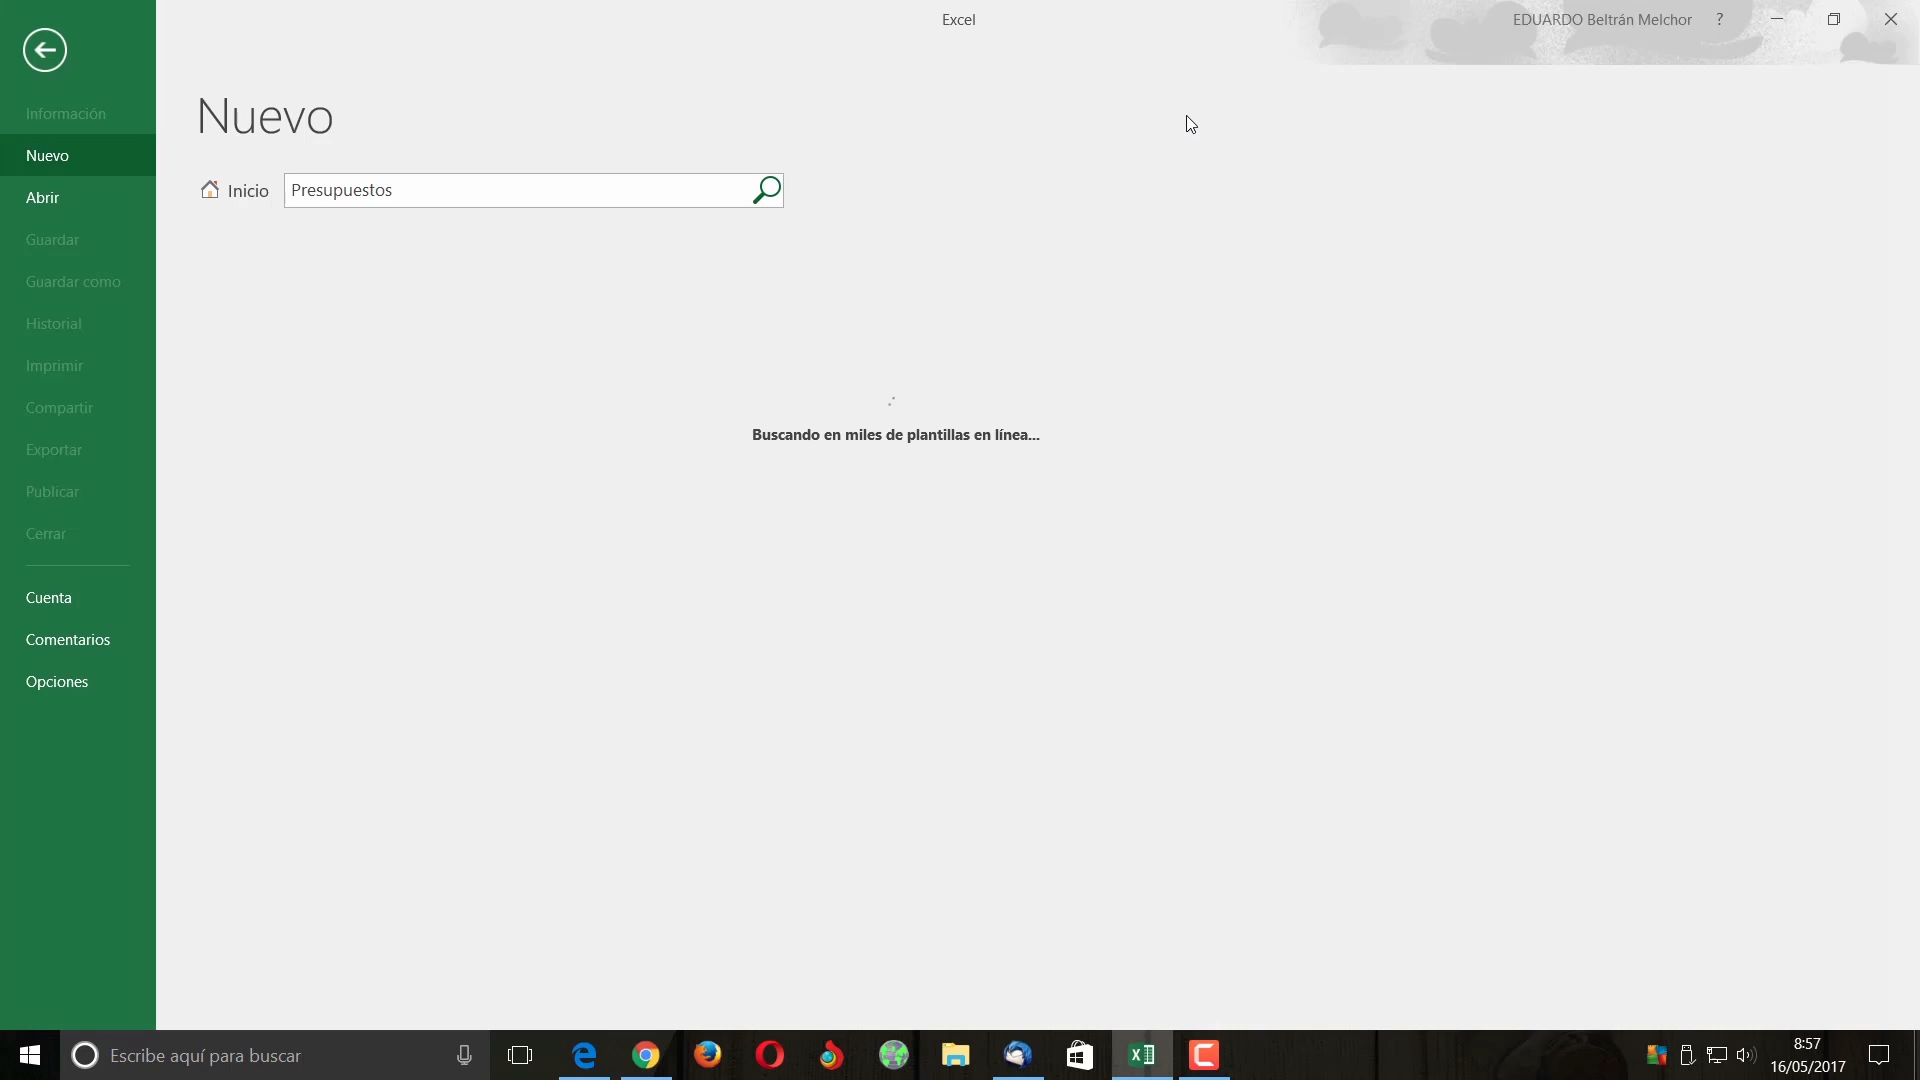 Excel
EDUARDO Beltrán Melchor
?
Información
Nuevo
Abrir
Guardar
Guardar como
Historial
Imprimir
Compartir
Exportar
Publicar
Cerrar
Cuenta
Comentarios
Opciones
Nuevo
Inicio
Presupuestos
Buscando en miles de plantillas en línea...
Escribe aquí para buscar
8:57
16/05/2017